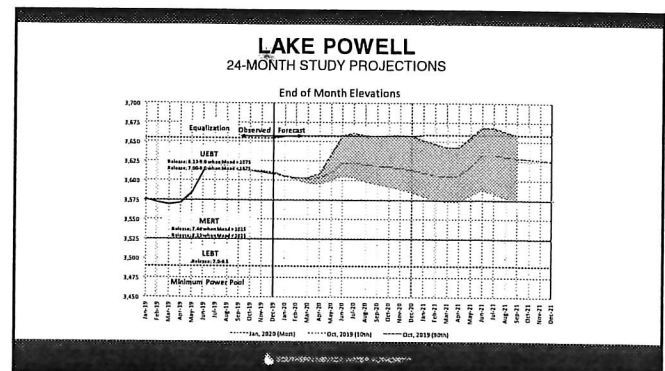 LAKE POWELL
24-MONTH STUDY PROJECTIONS
End of Month Elevations
3,700
3,675
3,650
3,625
3,600
3,575
3,550
3,525
3,500
3,475
3,450
Equalization
Observed
Forecast
UEBT
MERT
LEBT
Minimum Power Pool
Jan-19
Feb-19
Mar-19
Apr-19
May-19
Jun-19
Jul-19
Aug-19
Sep-19
Oct-19
Nov-19
Dec-19
Jan-20
Feb-20
Mar-20
Apr-20
May-20
Jun-20
Jul-20
Aug-20
Sep-20
Oct-20
Nov-20
Dec-20
Jan-21
Feb-21
Mar-21
Apr-21
May-21
Jun-21
Jul-21
Aug-21
Sep-21
Oct-21
Nov-21
Dec-21
Jan, 2020 (Most) Oct, 2019 (10th) Oct, 2019 (90th)
SOUTHERN NEVADA WATER AUTHORITY